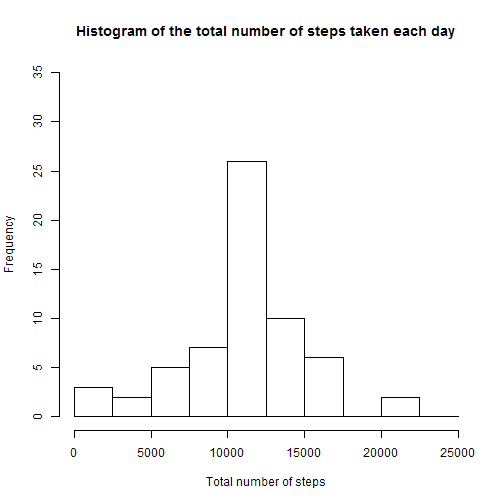 Histogram of the total number of steps taken each day
35
30
25
20
15
10
5
0
Frequency
0 5000 10000 15000 20000 25000
Total number of steps